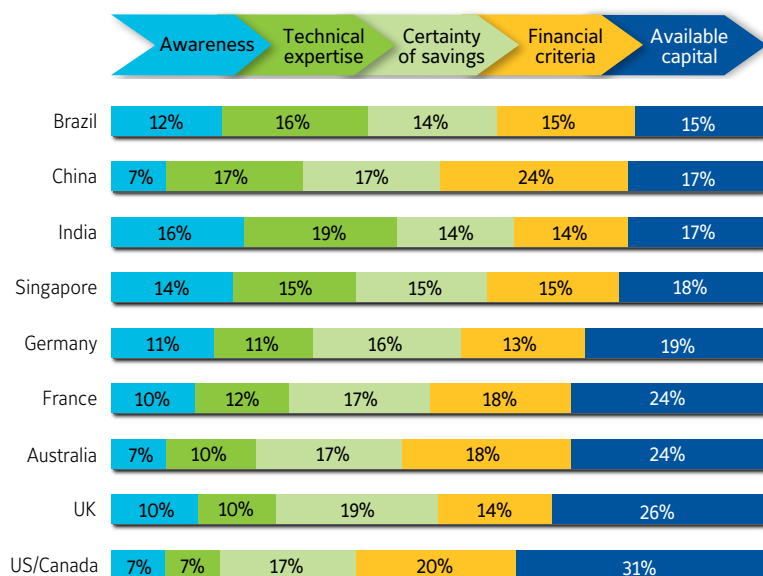 Awareness
Technical
expertise
Certainty
of savings
Financial
criteria
Available
capital
Brazil 12% 16% 14% 15% 15%
China 7% 17% 17% 24% 17%
India 16% 19% 14% 14% 17%
Singapore 14% 15% 15% 15% 18%
Germany 11% 11% 16% 13% 19%
France 10% 12% 17% 18% 24%
Australia 7% 10% 17% 18% 24%
UK 10% 10% 19% 14% 26%
US/Canada 7% 7% 17% 20% 31%